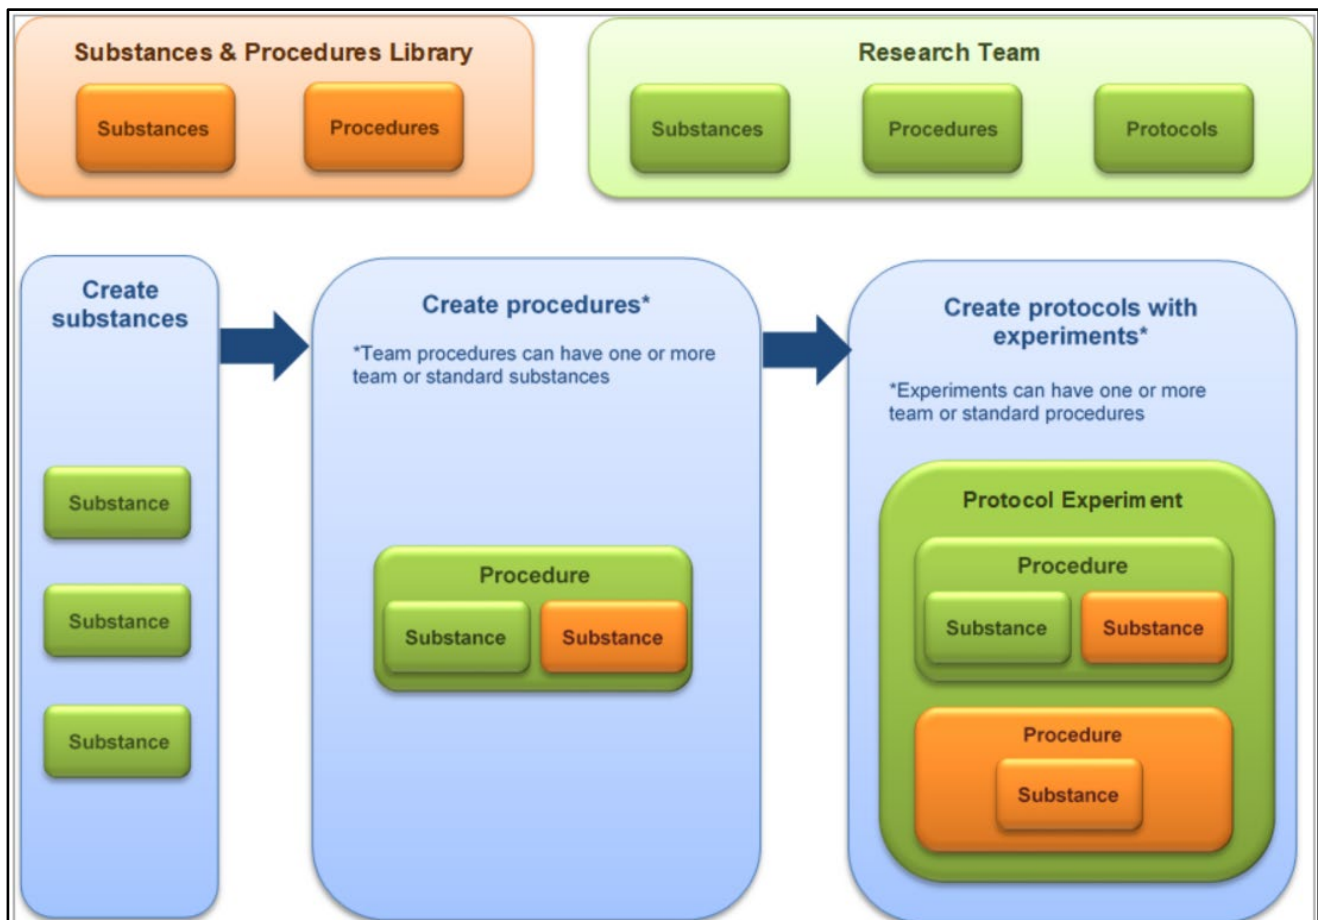 Substances & Procedures Library
Substances
Procedures
Research Team
Substances
Procedures
Protocols
Create
substances
Substance
Substance
Substance
Create procedures*
*Team procedures can have one or more
team or standard substances
Procedure
Substance
Substance
Create protocols with
experiments*
*Experiments can have one or more
team or standard procedures
Protocol Experiment
Procedure
Substance
Substance
Procedure
Substance